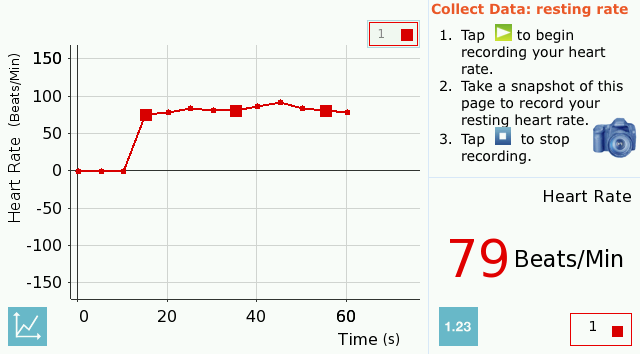 Collect Data: resting rate
1. Tap to begin
recording your heart
rate.
2. Take a snapshot of this
page to record your
resting heart rate.
3. Tap to stop
recording.
1
Heart Rate (Beats/Min)
150
100
50
0
-50
-100
-150
0 20 40 60
Time (s)
Heart Rate
79 Beats/Min
1.23
1